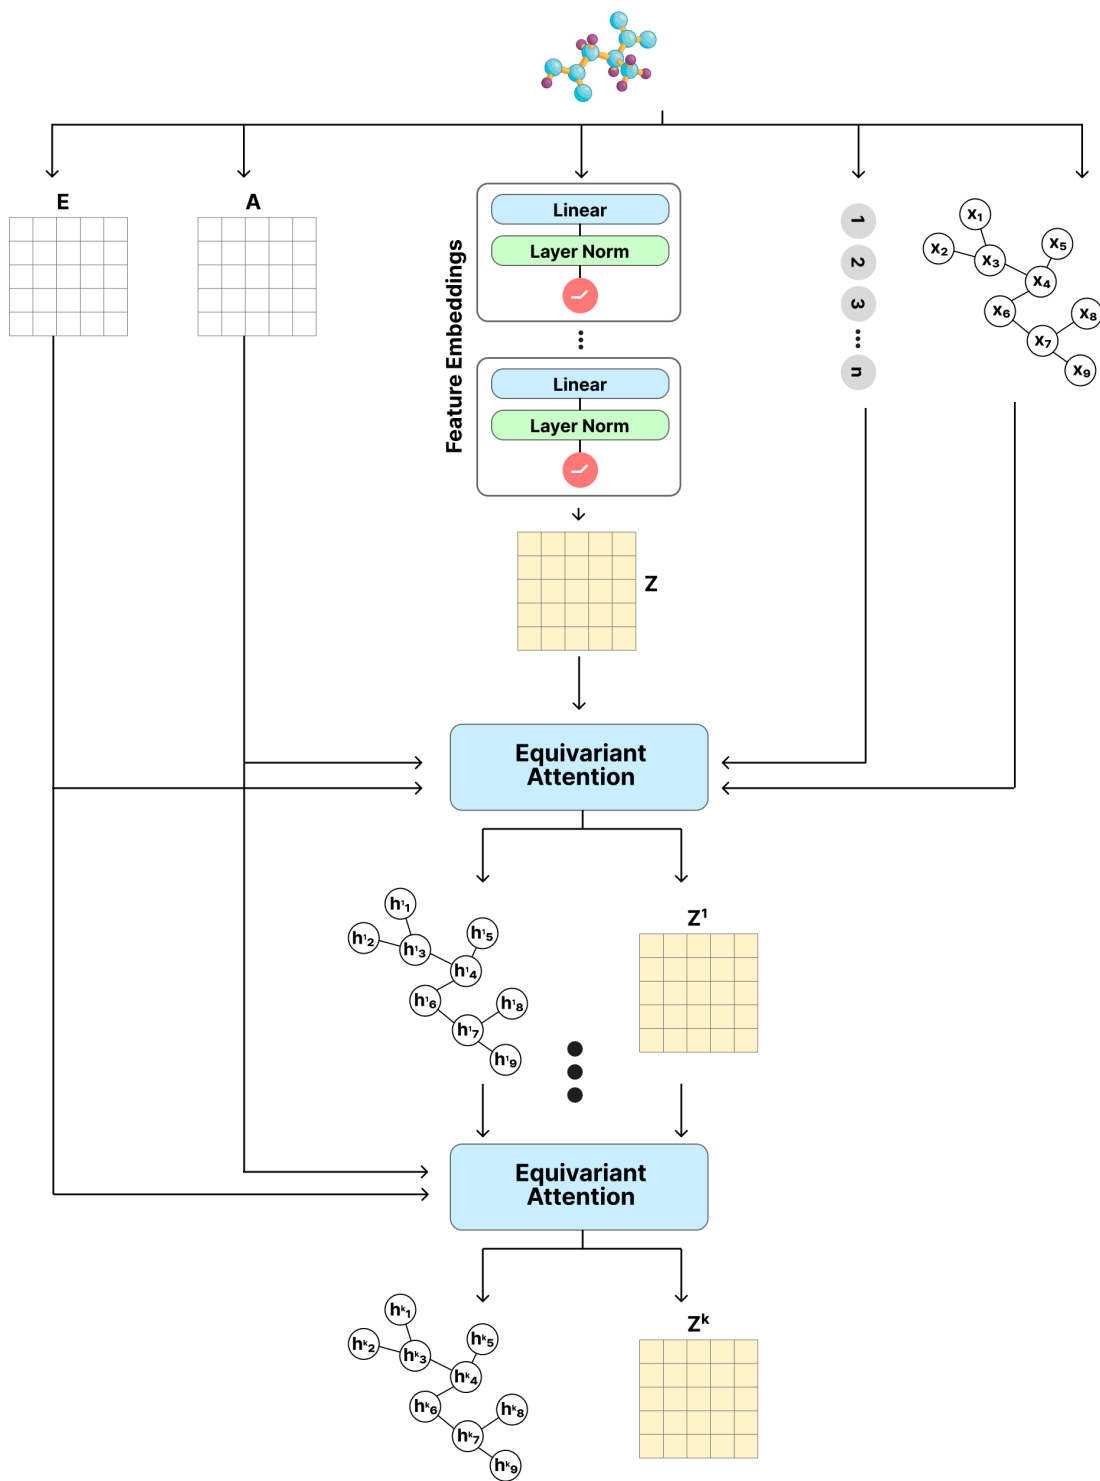 E
A
Feature Embeddings
Linear
Layer Norm
Linear
Layer Norm
1
2
3
n
x₁
x₂
x₃
x₄
x₅
x₆
x₇
x₈
x₉
Z
Equivariant
Attention
h¹₁
h¹₂
h¹₃
h¹₄
h¹₅
h¹₆
h¹₇
h¹₈
h¹₉
Z¹
Equivariant
Attention
hᵏ₁
hᵏ₂
hᵏ₃
hᵏ₄
hᵏ₅
hᵏ₆
hᵏ₇
hᵏ₈
hᵏ₉
Zᵏ